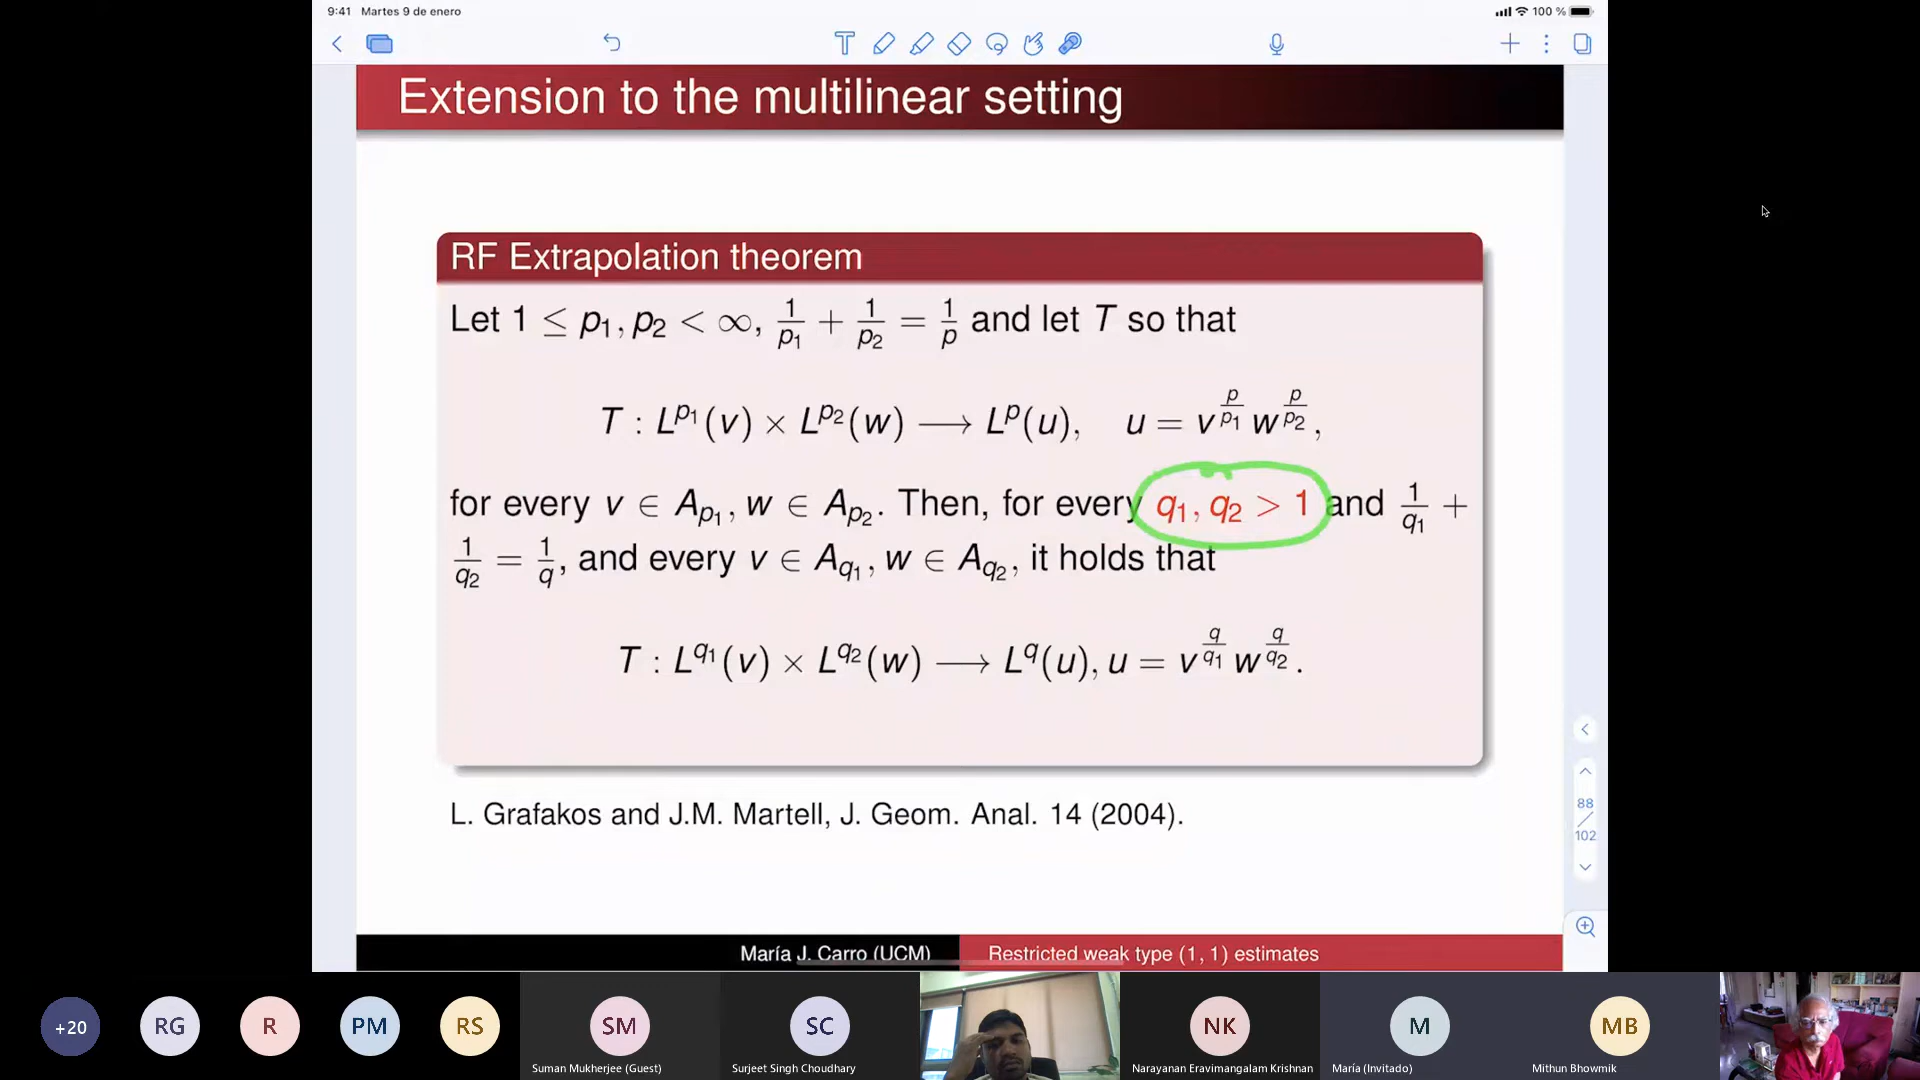 9:41 Martes 9 de enero
100 %
Extension to the multilinear setting
RF Extrapolation theorem
Let 1 ≤ p₁, p₂ < ∞, 1/p₁ + 1/p₂ = 1/p and let T so that
T : L^{p₁}(v) × L^{p₂}(w) ⟶ L^p(u), u = v^{p/p₁} w^{p/p₂},
for every v ∈ A_{p₁}, w ∈ A_{p₂}. Then, for every q₁, q₂ > 1 and 1/q₁ +
1/q₂ = 1/q, and every v ∈ A_{q₁}, w ∈ A_{q₂}, it holds that
T : L^{q₁}(v) × L^{q₂}(w) ⟶ L^q(u), u = v^{q/q₁} w^{q/q₂}.
L. Grafakos and J.M. Martell, J. Geom. Anal. 14 (2004).
88
/
102
María J. Carro (UCM)
Restricted weak type (1, 1) estimates
+20
RG
R
PM
RS
SM
SC
NK
M
MB
Suman Mukherjee (Guest)
Surjeet Singh Choudhary
Narayanan Eravimangalam Krishnan
María (Invitado)
Mithun Bhowmik